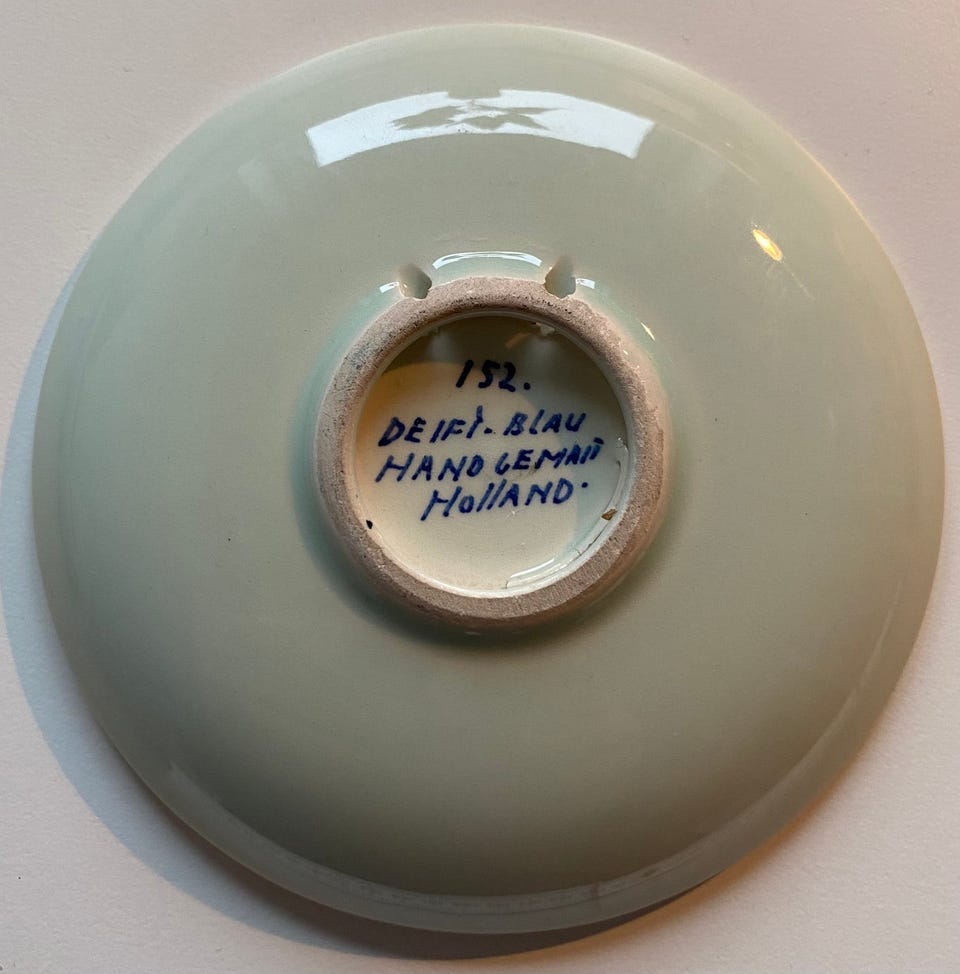 152.
DElFt-BlAU
HANDGEMALT
HollAND.